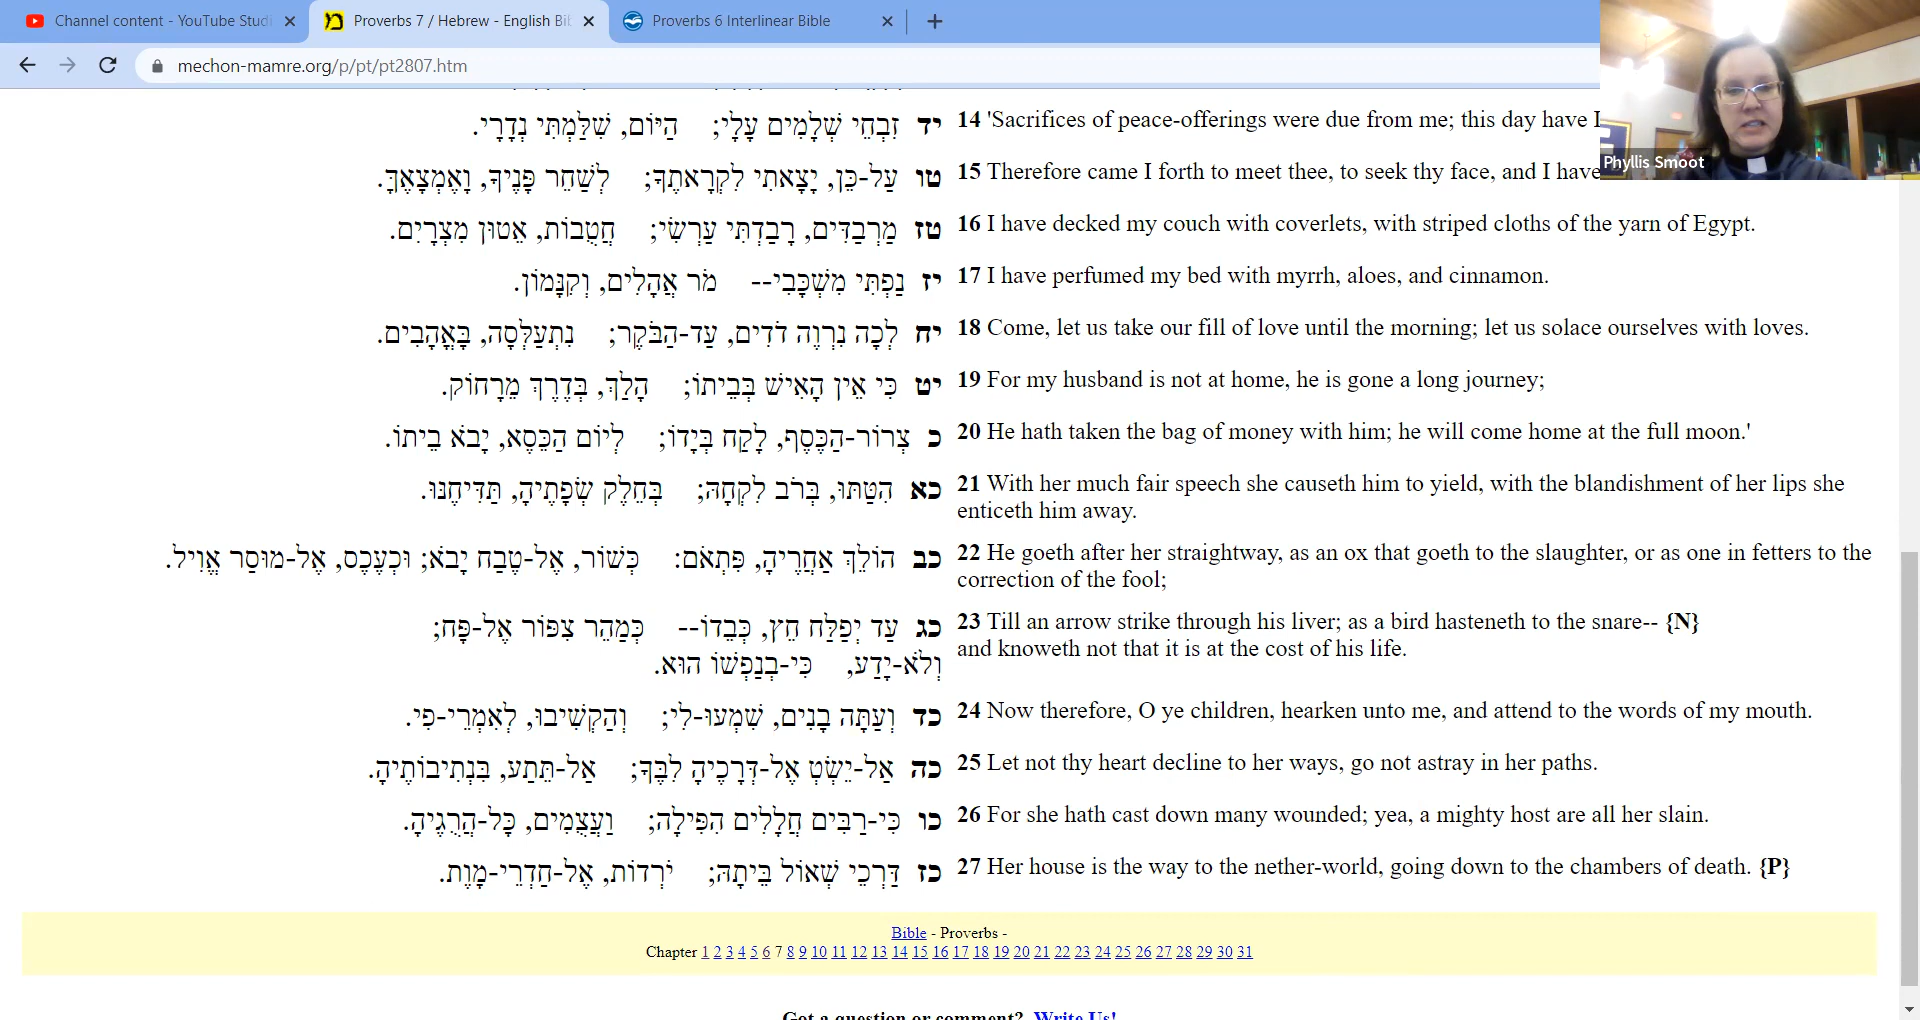 Channel content - YouTube Studi
Proverbs 7 / Hebrew - English Bib
Proverbs 6 Interlinear Bible
mechon-mamre.org/p/pt/pt2807.htm
Phyllis Smoot
יד זִבְחֵי שְׁלָמִים עָלָי; הַיּוֹם, שִׁלַּמְתִּי נְדָרָי.
14 'Sacrifices of peace-offerings were due from me; this day have I
טו עַל-כֵּן, יָצָאתִי לִקְרָאתֶךָ; לְשַׁחֵר פָּנֶיךָ, וָאֶמְצָאֶךָּ.
15 Therefore came I forth to meet thee, to seek thy face, and I have
טז מַרְבַדִּים, רָבַדְתִּי עַרְשִׂי; חֲטֻבוֹת, אֵטוּן מִצְרָיִם.
16 I have decked my couch with coverlets, with striped cloths of the yarn of Egypt.
יז נַפְתִּי מִשְׁכָּבִי-- מֹר אֲהָלִים, וְקִנָּמוֹן.
17 I have perfumed my bed with myrrh, aloes, and cinnamon.
יח לְכָה נִרְוֶה דֹדִים, עַד-הַבֹּקֶר; נִתְעַלְּסָה, בָּאֳהָבִים.
18 Come, let us take our fill of love until the morning; let us solace ourselves with loves.
יט כִּי אֵין הָאִישׁ בְּבֵיתוֹ; הָלַךְ, בְּדֶרֶךְ מֵרָחוֹק.
19 For my husband is not at home, he is gone a long journey;
כ צְרוֹר-הַכֶּסֶף, לָקַח בְּיָדוֹ; לְיוֹם הַכֵּסֶא, יָבֹא בֵיתוֹ.
20 He hath taken the bag of money with him; he will come home at the full moon.'
כא הִטַּתּוּ, בְּרֹב לִקְחָהּ; בְּחֵלֶק שְׂפָתֶיהָ, תַּדִּיחֶנּוּ.
21 With her much fair speech she causeth him to yield, with the blandishment of her lips she
enticeth him away.
כב הוֹלֵךְ אַחֲרֶיהָ, פִּתְאֹם: כְּשׁוֹר, אֶל-טֶבַח יָבֹא; וּכְעֶכֶס, אֶל-מוּסַר אֱוִיל.
22 He goeth after her straightway, as an ox that goeth to the slaughter, or as one in fetters to the
correction of the fool;
כג עַד יְפַלַּח חֵץ, כְּבֵדוֹ-- כְּמַהֵר צִפּוֹר אֶל-פָּח;
וְלֹא-יָדַע, כִּי-בְנַפְשׁוֹ הוּא.
23 Till an arrow strike through his liver; as a bird hasteneth to the snare-- {N}
and knoweth not that it is at the cost of his life.
כד וְעַתָּה בָנִים, שִׁמְעוּ-לִי; וְהַקְשִׁיבוּ, לְאִמְרֵי-פִי.
24 Now therefore, O ye children, hearken unto me, and attend to the words of my mouth.
כה אַל-יֵשְׂטְ אֶל-דְּרָכֶיהָ לִבֶּךָ; אַל-תֵּתַע, בִּנְתִיבוֹתֶיהָ.
25 Let not thy heart decline to her ways, go not astray in her paths.
כו כִּי-רַבִּים חֲלָלִים הִפִּילָה; וַעֲצֻמִים, כָּל-הֲרֻגֶיהָ.
26 For she hath cast down many wounded; yea, a mighty host are all her slain.
כז דַּרְכֵי שְׁאוֹל בֵּיתָהּ; יֹרְדוֹת, אֶל-חַדְרֵי-מָוֶת.
27 Her house is the way to the nether-world, going down to the chambers of death. {P}
Bible - Proverbs -
Chapter 1 2 3 4 5 6 7 8 9 10 11 12 13 14 15 16 17 18 19 20 21 22 23 24 25 26 27 28 29 30 31
Got a question or comment? Write Us!